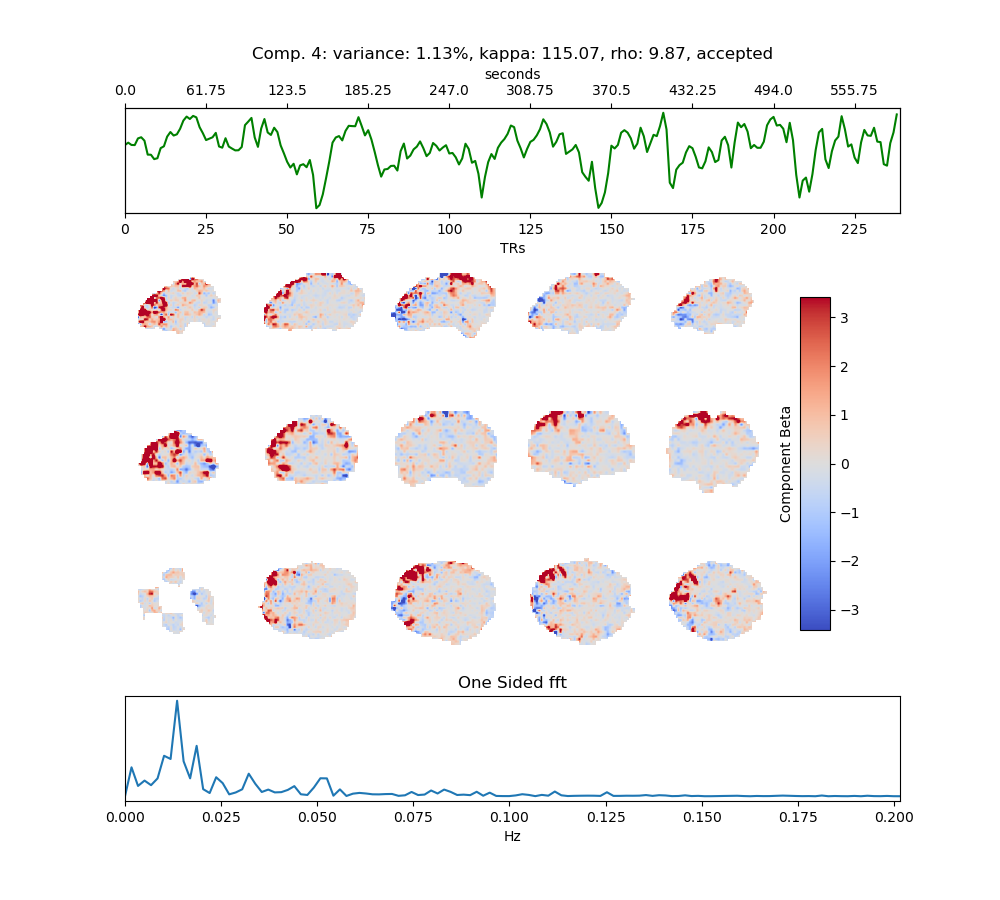 Comp. 4: variance: 1.13%, kappa: 115.07, rho: 9.87, accepted
seconds
0.0 61.75 123.5 185.25 247.0 308.75 370.5 432.25 494.0 555.75
0 25 50 75 100 125 150 175 200 225
TRs
3
2
1
0
−1
−2
−3
Component Beta
One Sided fft
0.000 0.025 0.050 0.075 0.100 0.125 0.150 0.175 0.200
Hz